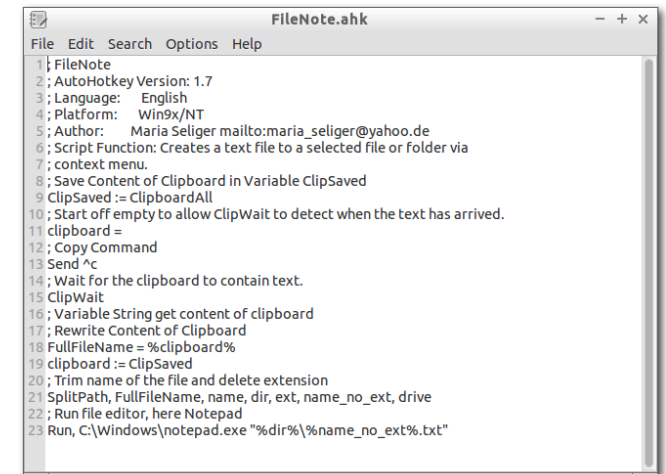 FileNote.ahk
File Edit Search Options Help
1 ; FileNote
2 ; AutoHotkey Version: 1.7
3 ; Language: English
4 ; Platform: Win9x/NT
5 ; Author: Maria Seliger mailto:maria_seliger@yahoo.de
6 ; Script Function: Creates a text file to a selected file or folder via
7 ; context menu.
8 ; Save Content of Clipboard in Variable ClipSaved
9 ClipSaved := ClipboardAll
10 ; Start off empty to allow ClipWait to detect when the text has arrived.
11 clipboard =
12 ; Copy Command
13 Send ^c
14 ; Wait for the clipboard to contain text.
15 ClipWait
16 ; Variable String get content of clipboard
17 ; Rewrite Content of Clipboard
18 FullFileName = %clipboard%
19 clipboard := ClipSaved
20 ; Trim name of the file and delete extension
21 SplitPath, FullFileName, name, dir, ext, name_no_ext, drive
22 ; Run file editor, here Notepad
23 Run, C:\Windows\notepad.exe "%dir%\%name_no_ext%.txt"